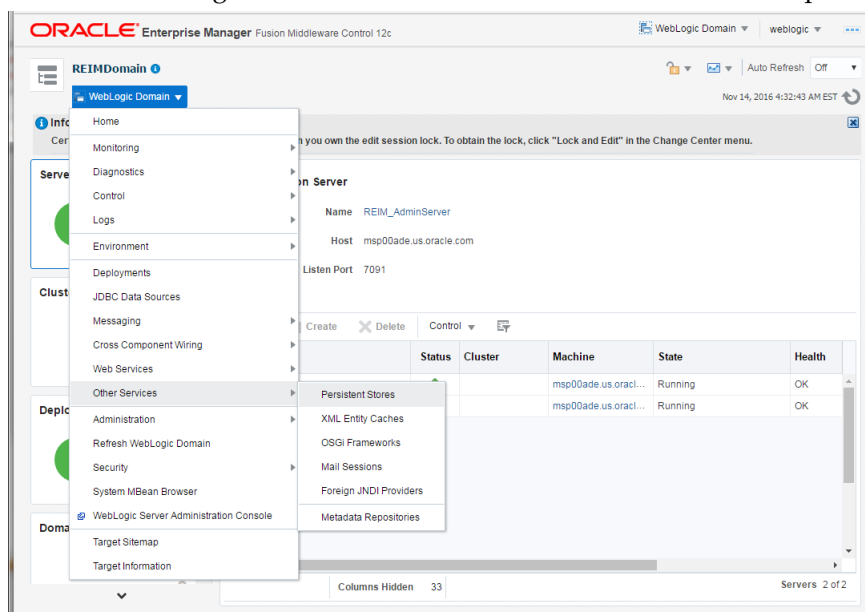 ORACLE Enterprise Manager Fusion Middleware Control 12c
WebLogic Domain
weblogic
REIMDomain
WebLogic Domain
Auto Refresh Off
Nov 14, 2016 4:32:43 AM EST
Home
Monitoring
Diagnostics
Control
Logs
Environment
Deployments
JDBC Data Sources
Messaging
Cross Component Wiring
Web Services
Other Services
Administration
Refresh WebLogic Domain
Security
System MBean Browser
WebLogic Server Administration Console
Target Sitemap
Target Information
Persistent Stores
XML Entity Caches
OSGi Frameworks
Mail Sessions
Foreign JNDI Providers
Metadata Repositories
Info
Cer
n you own the edit session lock. To obtain the lock, click "Lock and Edit" in the Change Center menu.
Serve
on Server
Name REIM_AdminServer
Host msp00ade.us.oracle.com
Listen Port 7091
Clust
Create Delete Control
Status Cluster Machine State Health
msp00ade.us.oracl... Running OK
msp00ade.us.oracl... Running OK
Deplo
Doma
Columns Hidden 33
Servers 2 of 2